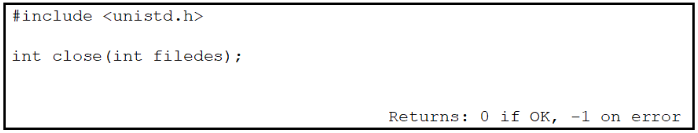 #include <unistd.h>
int close(int filedes);
Returns: 0 if OK, -1 on error